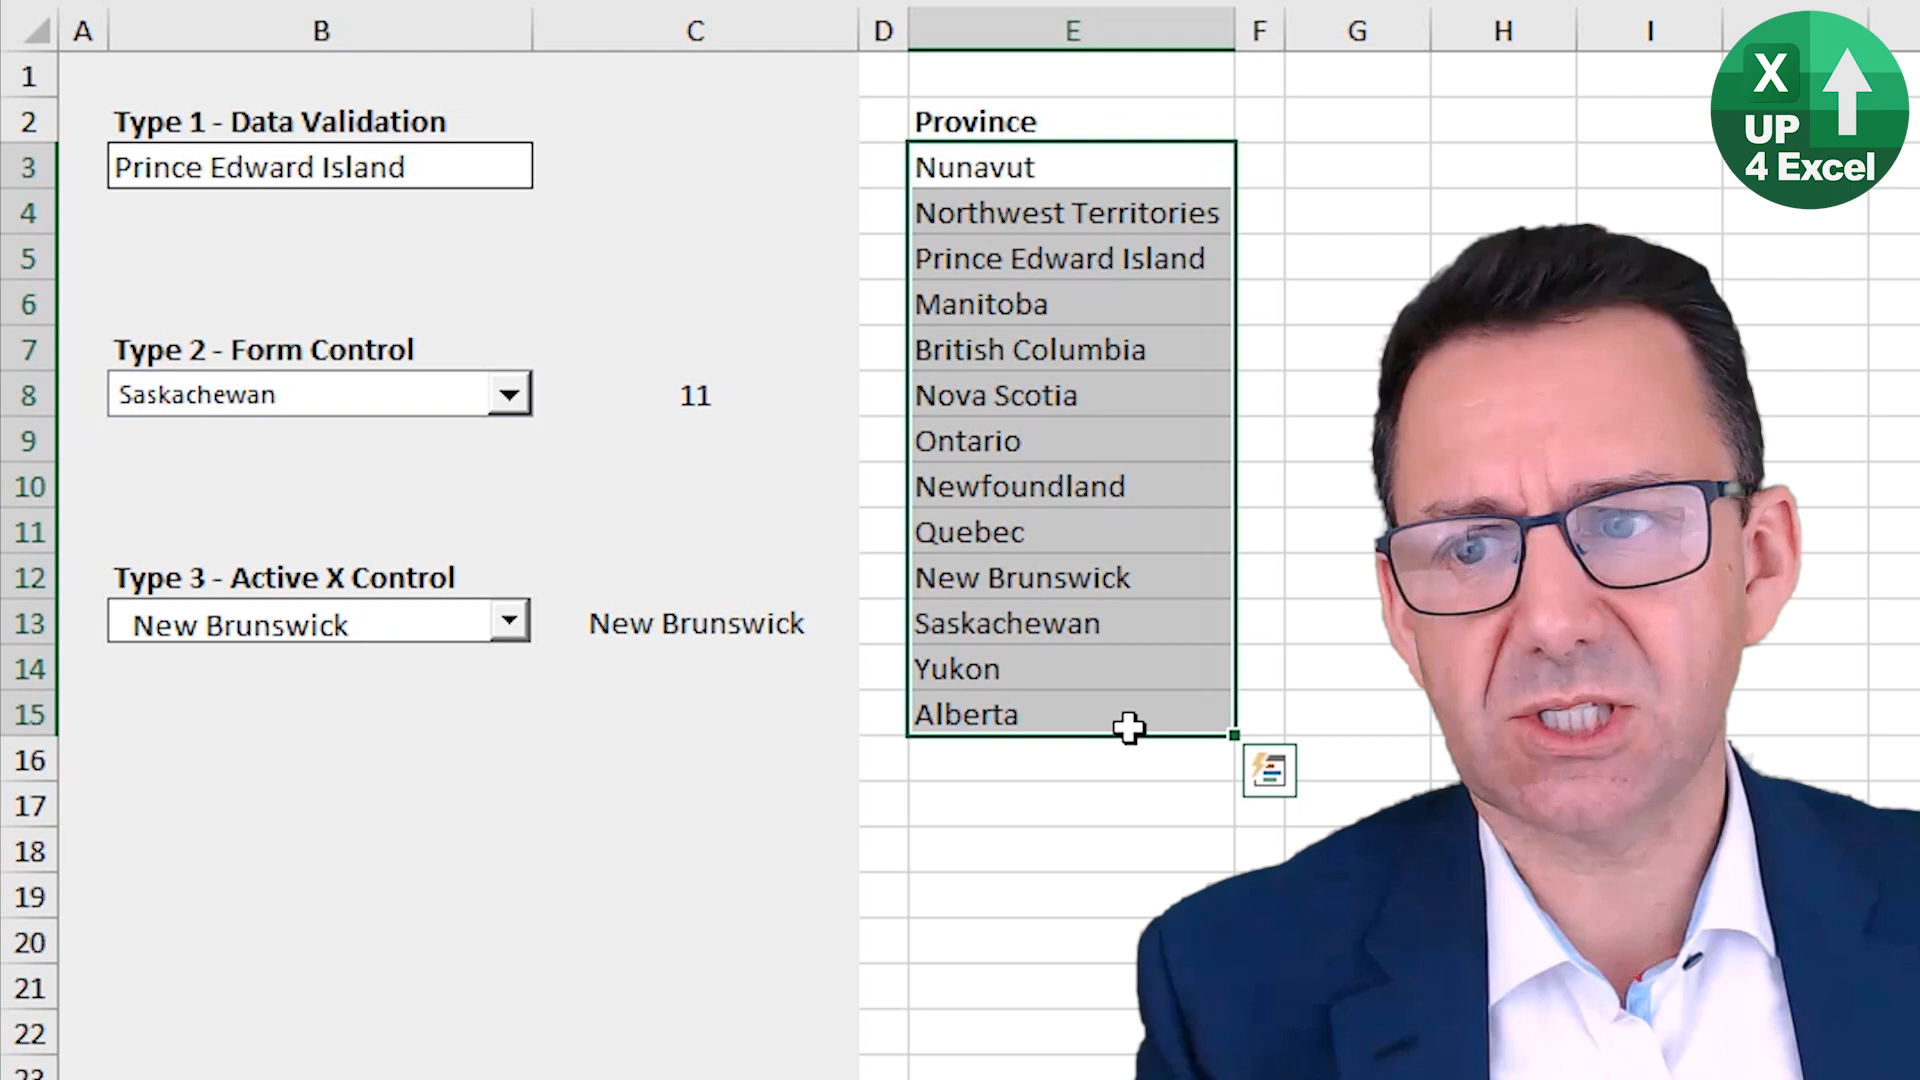 A B C D E F G H I
1
2 Type 1 - Data Validation Province
3 Prince Edward Island Nunavut
4 Northwest Territories
5 Prince Edward Island
6 Manitoba
7 Type 2 - Form Control British Columbia
8 Saskachewan 11 Nova Scotia
9 Ontario
10 Newfoundland
11 Quebec
12 Type 3 - Active X Control New Brunswick
13 New Brunswick New Brunswick Saskachewan
14 Yukon
15 Alberta
16
17
18
19
20
21
22
23
X
UP
4 Excel